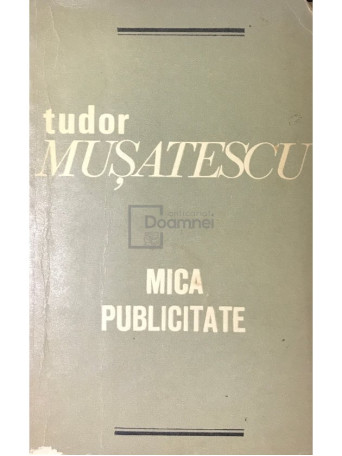 tudor
MUȘATESCU
Doamnei
MICA
PUBLICITATE